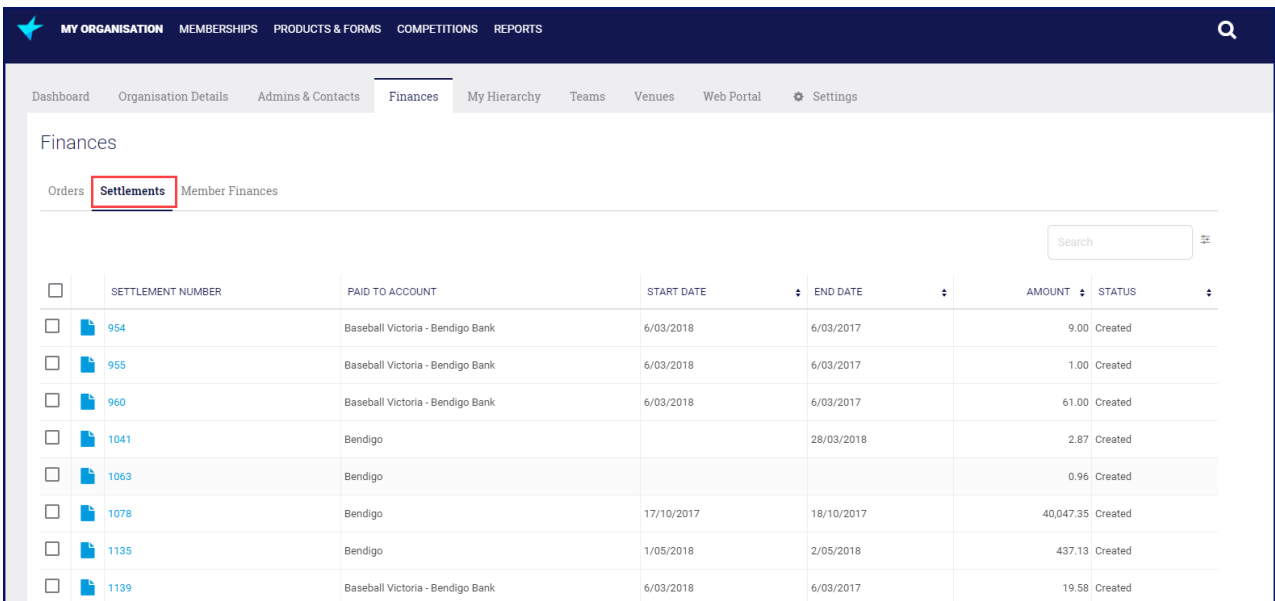 MY ORGANISATION MEMBERSHIPS PRODUCTS & FORMS COMPETITIONS REPORTS
Dashboard Organisation Details Admins & Contacts Finances My Hierarchy Teams Venues Web Portal Settings
Finances
Orders Settlements Member Finances
Search
SETTLEMENT NUMBER PAID TO ACCOUNT START DATE END DATE AMOUNT STATUS
954 Baseball Victoria - Bendigo Bank 6/03/2018 6/03/2017 9.00 Created
955 Baseball Victoria - Bendigo Bank 6/03/2018 6/03/2017 1.00 Created
960 Baseball Victoria - Bendigo Bank 6/03/2018 6/03/2017 61.00 Created
1041 Bendigo 28/03/2018 2.87 Created
1063 Bendigo 0.96 Created
1078 Bendigo 17/10/2017 18/10/2017 40,047.35 Created
1135 Bendigo 1/05/2018 2/05/2018 437.13 Created
1139 Baseball Victoria - Bendigo Bank 6/03/2018 6/03/2017 19.58 Created